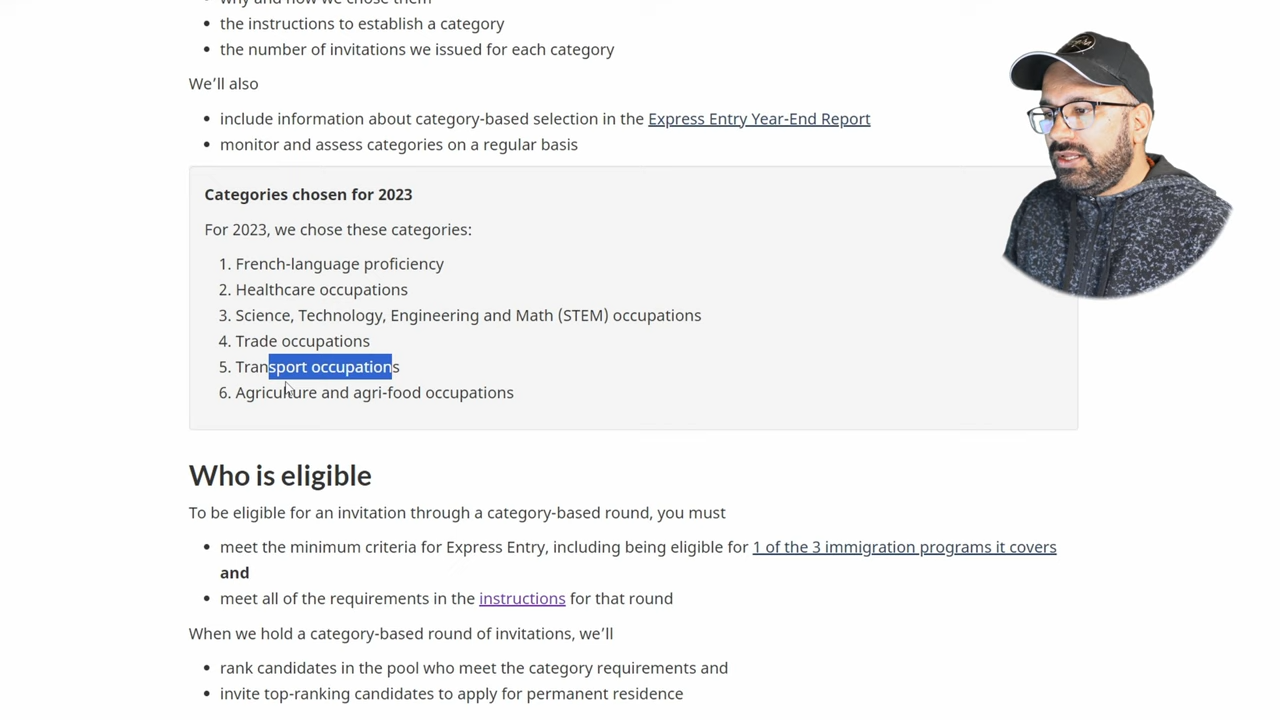 why and how we chose them
• the instructions to establish a category
• the number of invitations we issued for each category
We'll also
• include information about category-based selection in the Express Entry Year-End Report
• monitor and assess categories on a regular basis
Categories chosen for 2023
For 2023, we chose these categories:
1. French-language proficiency
2. Healthcare occupations
3. Science, Technology, Engineering and Math (STEM) occupations
4. Trade occupations
5. Transport occupations
6. Agriculture and agri-food occupations
Who is eligible
To be eligible for an invitation through a category-based round, you must
• meet the minimum criteria for Express Entry, including being eligible for 1 of the 3 immigration programs it covers
and
• meet all of the requirements in the instructions for that round
When we hold a category-based round of invitations, we'll
• rank candidates in the pool who meet the category requirements and
• invite top-ranking candidates to apply for permanent residence